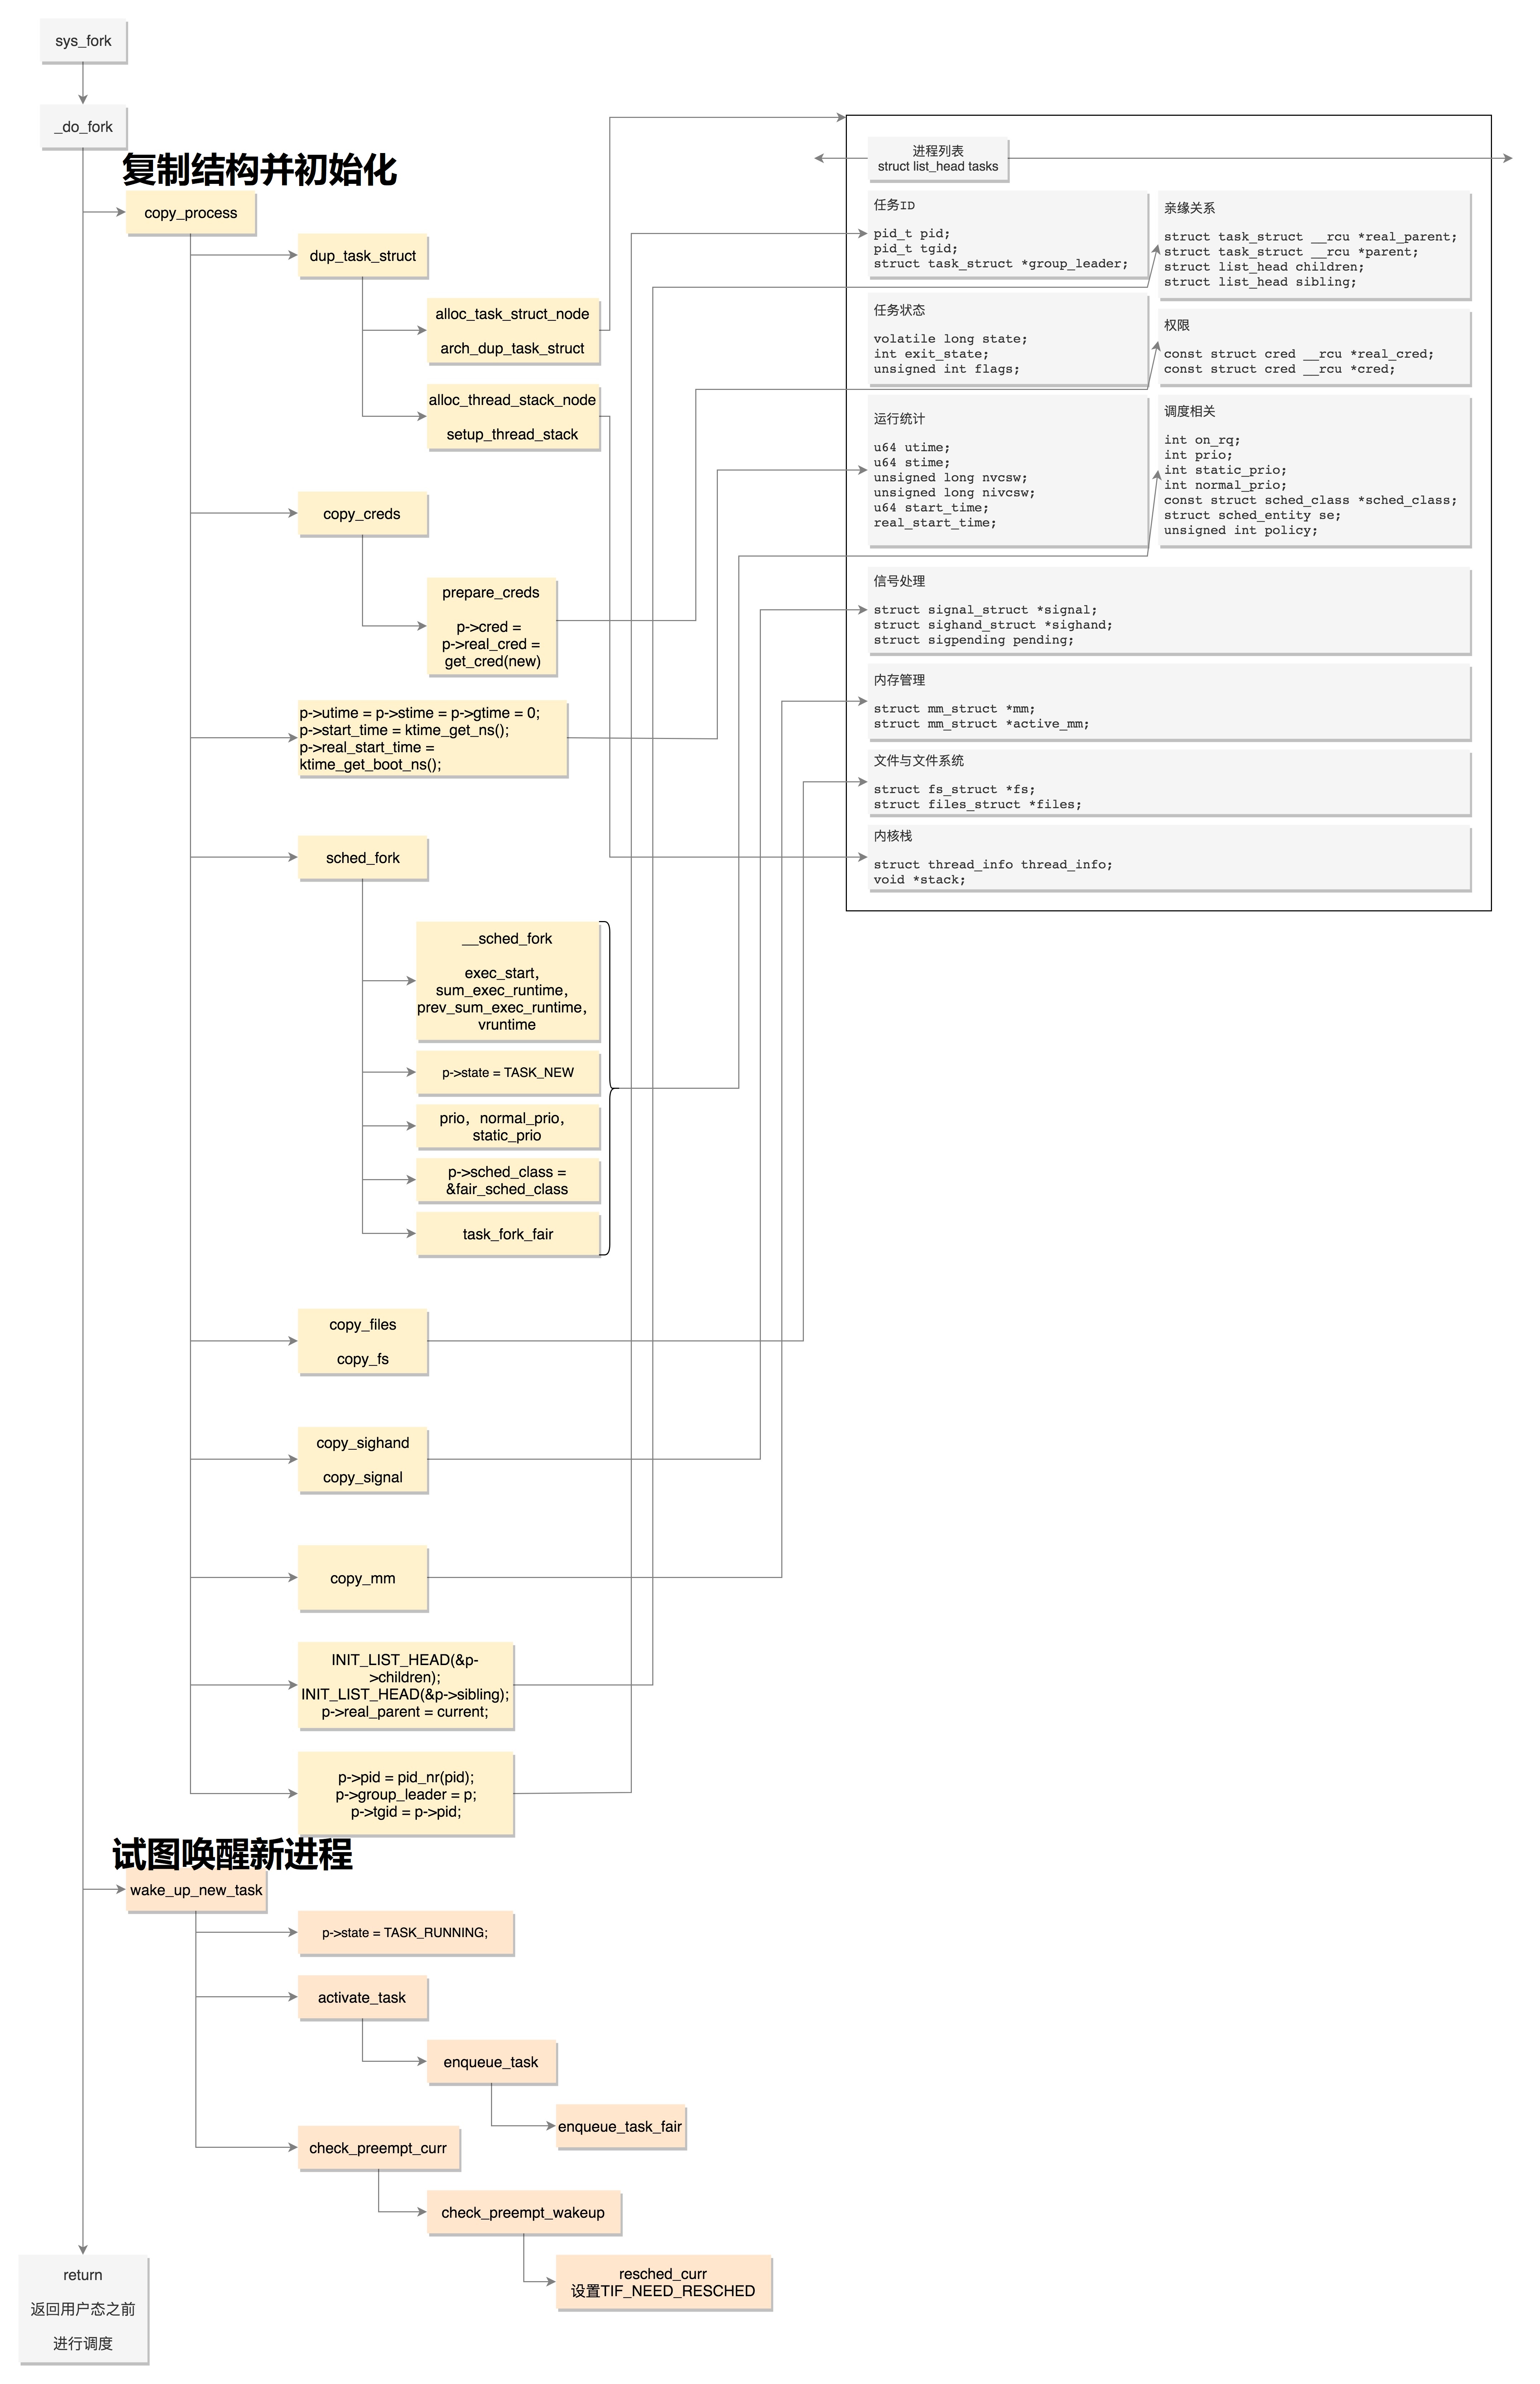 sys_fork
_do_fork
复制结构并初始化
copy_process
dup_task_struct
alloc_task_struct_node
arch_dup_task_struct
alloc_thread_stack_node
setup_thread_stack
copy_creds
prepare_creds
p->cred =
p->real_cred =
get_cred(new)
p->utime = p->stime = p->gtime = 0;
p->start_time = ktime_get_ns();
p->real_start_time =
ktime_get_boot_ns();
sched_fork
__sched_fork
exec_start,
sum_exec_runtime,
prev_sum_exec_runtime,
vruntime
p->state = TASK_NEW
prio，normal_prio，
static_prio
p->sched_class =
&fair_sched_class
task_fork_fair
copy_files
copy_fs
copy_sighand
copy_signal
copy_mm
INIT_LIST_HEAD(&p-
>children);
INIT_LIST_HEAD(&p->sibling);
p->real_parent = current;
p->pid = pid_nr(pid);
p->group_leader = p;
p->tgid = p->pid;
试图唤醒新进程
wake_up_new_task
p->state = TASK_RUNNING;
activate_task
enqueue_task
enqueue_task_fair
check_preempt_curr
check_preempt_wakeup
resched_curr
设置TIF_NEED_RESCHED
return
返回用户态之前
进行调度
进程列表
struct list_head tasks
任务ID
pid_t pid;
pid_t tgid;
struct task_struct *group_leader;
亲缘关系
struct task_struct __rcu *real_parent;
struct task_struct __rcu *parent;
struct list_head children;
struct list_head sibling;
任务状态
volatile long state;
int exit_state;
unsigned int flags;
权限
const struct cred __rcu *real_cred;
const struct cred __rcu *cred;
运行统计
u64 utime;
u64 stime;
unsigned long nvcsw;
unsigned long nivcsw;
u64 start_time;
real_start_time;
调度相关
int on_rq;
int prio;
int static_prio;
int normal_prio;
const struct sched_class *sched_class;
struct sched_entity se;
unsigned int policy;
信号处理
struct signal_struct *signal;
struct sighand_struct *sighand;
struct sigpending pending;
内存管理
struct mm_struct *mm;
struct mm_struct *active_mm;
文件与文件系统
struct fs_struct *fs;
struct files_struct *files;
内核栈
struct thread_info thread_info;
void *stack;